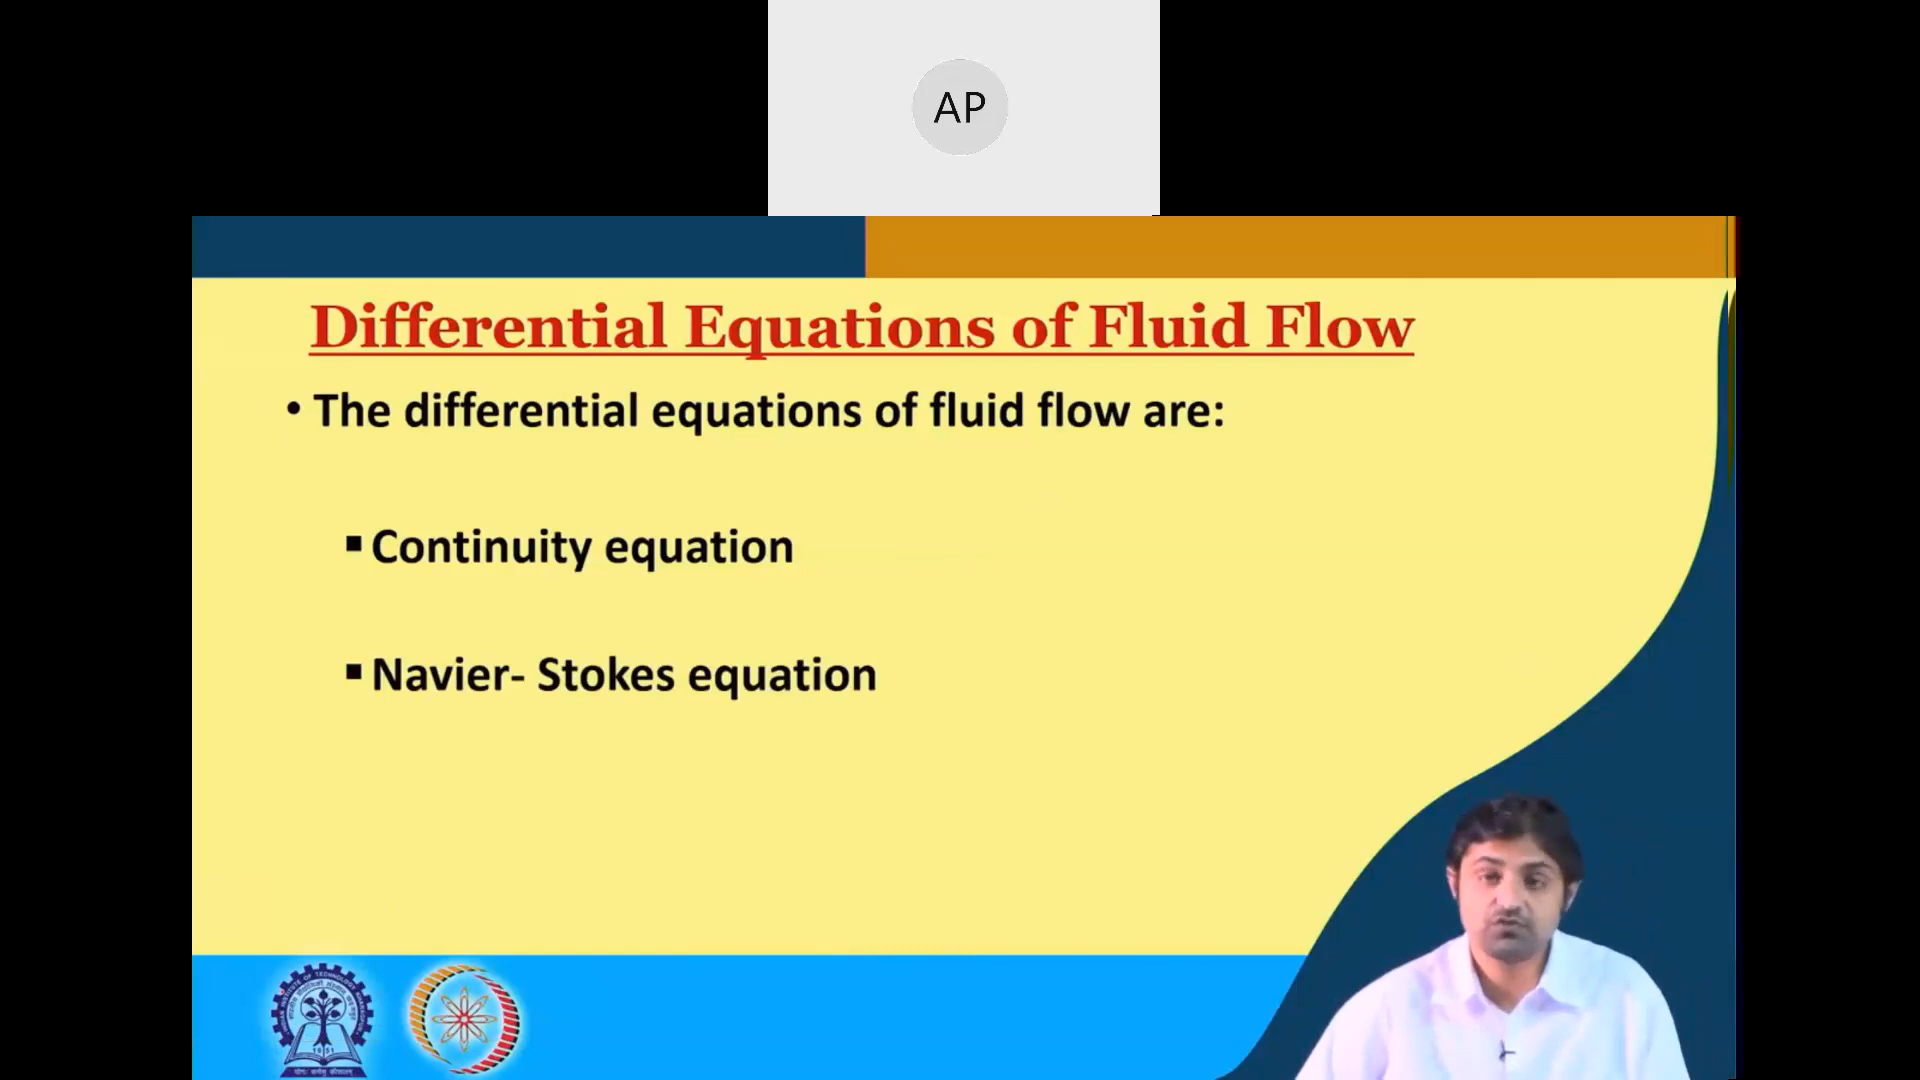 AP
Differential Equations of Fluid Flow
• The differential equations of fluid flow are:
▪ Continuity equation
▪ Navier- Stokes equation